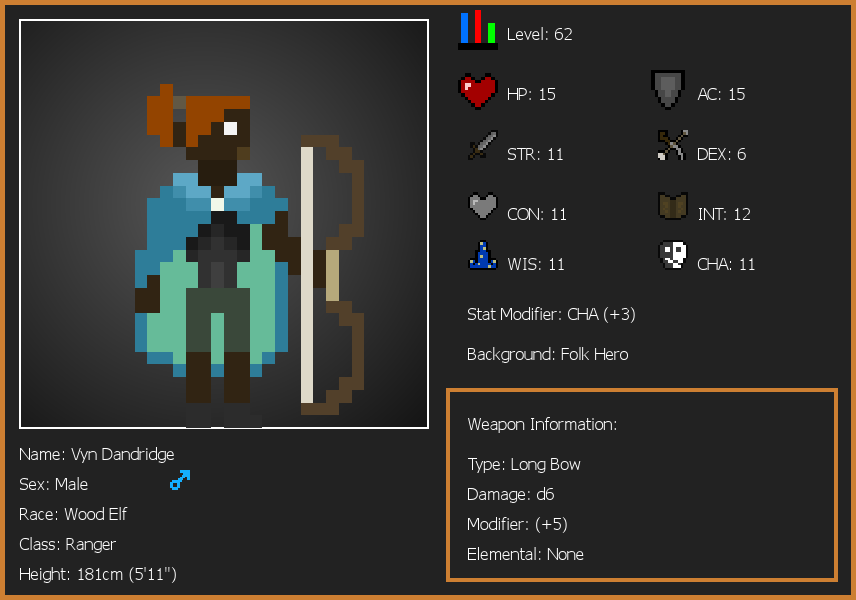 Level: 62
HP: 15
AC: 15
STR: 11
DEX: 6
CON: 11
INT: 12
WIS: 11
CHA: 11
Stat Modifier: CHA (+3)
Background: Folk Hero
Weapon Information:
Type: Long Bow
Damage: d6
Modifier: (+5)
Elemental: None
Name: Vyn Dandridge
Sex: Male
Race: Wood Elf
Class: Ranger
Height: 181cm (5'11")